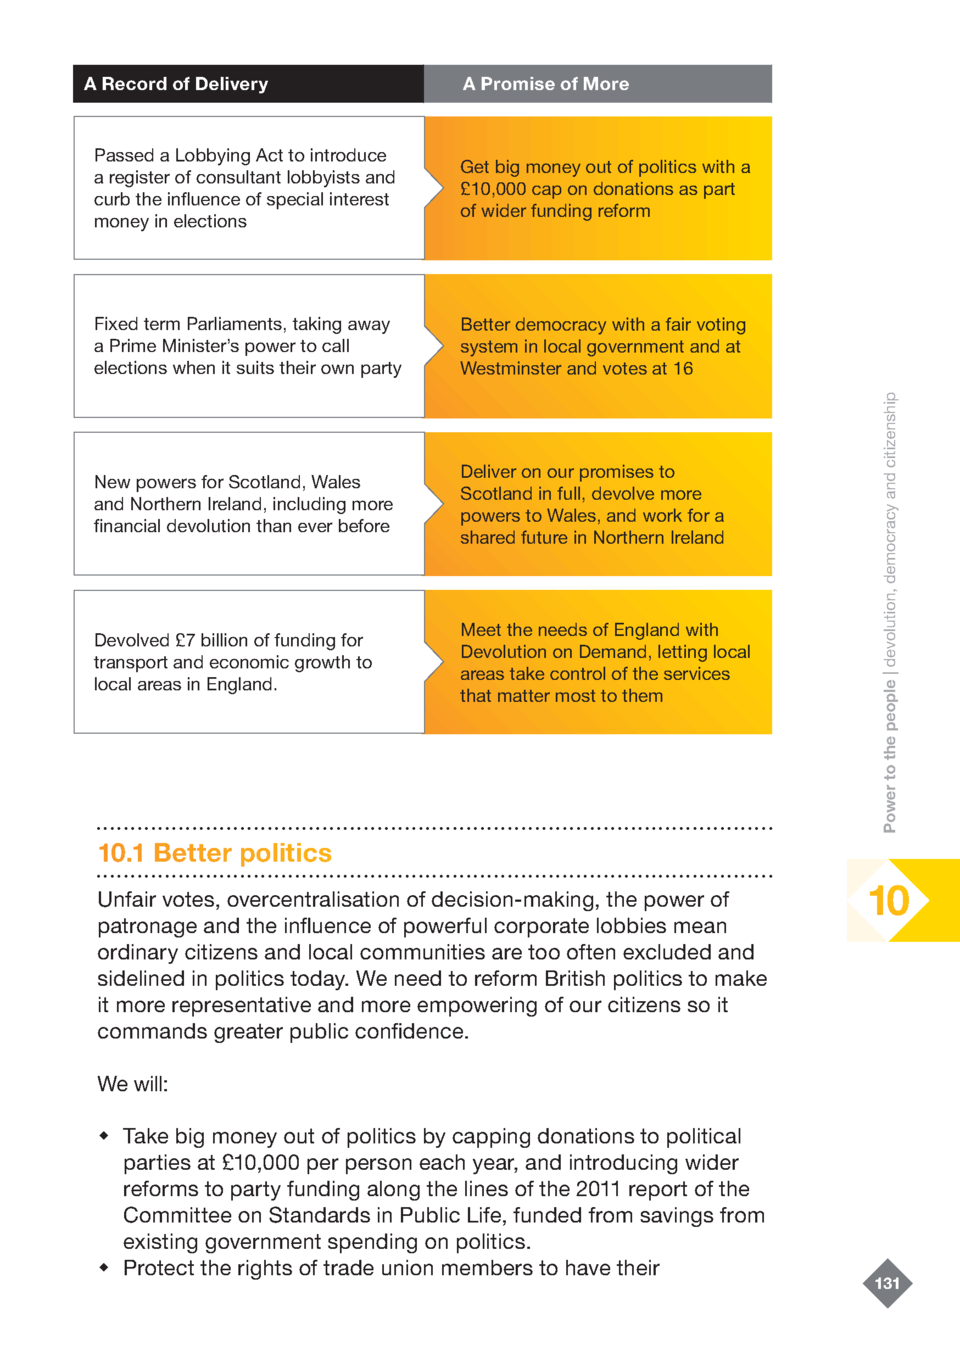 A Record of Delivery
A Promise of More
Passed a Lobbying Act to introduce
a register of consultant lobbyists and
curb the influence of special interest
money in elections
Get big money out of politics with a
£10,000 cap on donations as part
of wider funding reform
Fixed term Parliaments, taking away
a Prime Minister’s power to call
elections when it suits their own party
Better democracy with a fair voting
system in local government and at
Westminster and votes at 16
New powers for Scotland, Wales
and Northern Ireland, including more
financial devolution than ever before
Deliver on our promises to
Scotland in full, devolve more
powers to Wales, and work for a
shared future in Northern Ireland
Devolved £7 billion of funding for
transport and economic growth to
local areas in England.
Meet the needs of England with
Devolution on Demand, letting local
areas take control of the services
that matter most to them
10.1 Better politics
Unfair votes, overcentralisation of decision-making, the power of
patronage and the influence of powerful corporate lobbies mean
ordinary citizens and local communities are too often excluded and
sidelined in politics today. We need to reform British politics to make
it more representative and more empowering of our citizens so it
commands greater public confidence.
We will:
◆ Take big money out of politics by capping donations to political
parties at £10,000 per person each year, and introducing wider
reforms to party funding along the lines of the 2011 report of the
Committee on Standards in Public Life, funded from savings from
existing government spending on politics.
◆ Protect the rights of trade union members to have their
Power to the people | devolution, democracy and citizenship
10
131